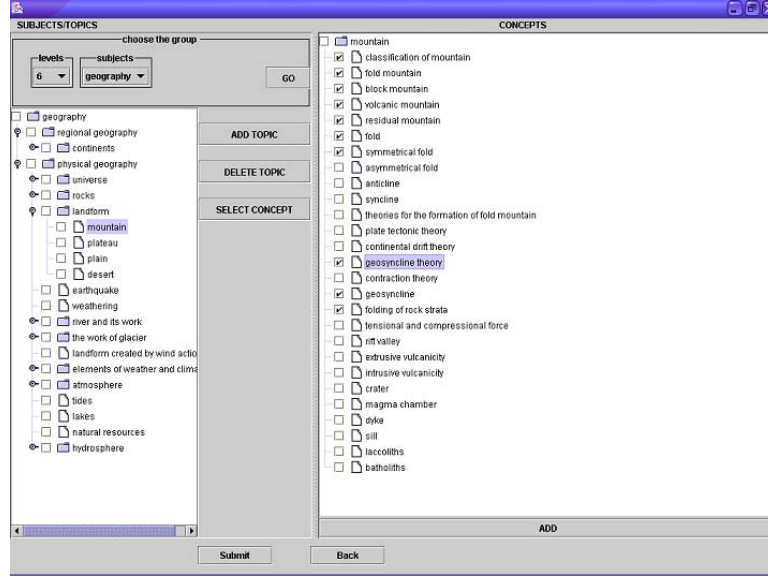 SUBJECTS/TOPICS
choose the group
levels
subjects
6
geography
GO
geography
regional geography
continents
physical geography
universe
rocks
landform
mountain
plateau
plain
desert
earthquake
weathering
river and its work
the work of glacier
landform created by wind actio
elements of weather and clima
atmosphere
tides
lakes
natural resources
hydrosphere
ADD TOPIC
DELETE TOPIC
SELECT CONCEPT
CONCEPTS
mountain
classification of mountain
fold mountain
block mountain
volcanic mountain
residual mountain
fold
symmetrical fold
asymmetrical fold
anticline
syncline
theories for the formation of fold mountain
plate tectonic theory
continental drift theory
geosyncline theory
contraction theory
geosyncline
folding of rock strata
tensional and compressional force
rift valley
extrusive vulcanicity
intrusive vulcanicity
crater
magma chamber
dyke
sill
laccoliths
batholiths
ADD
Submit
Back